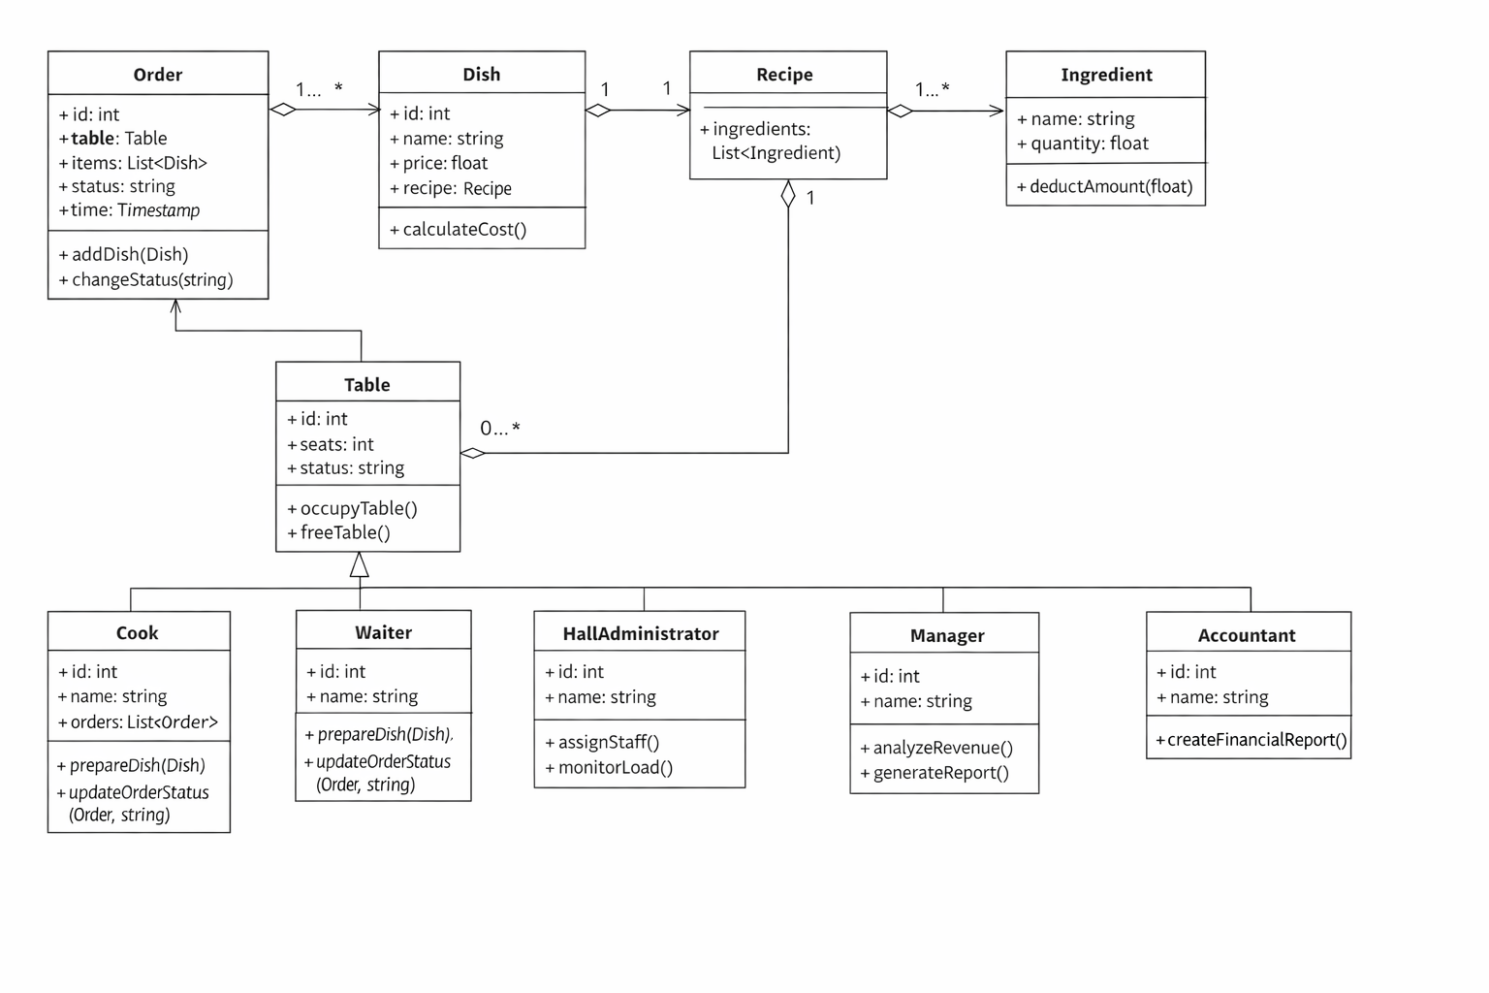 Order
+ id: int
+ table: Table
+ items: List<Dish>
+ status: string
+ time: Timestamp
+ addDish(Dish)
+ changeStatus(string)
1... *
Dish
+ id: int
+ name: string
+ price: float
+ recipe: Recipe
+ calculateCost()
1
1
Recipe
+ ingredients:
List<Ingredient)
1...*
Ingredient
+ name: string
+ quantity: float
+ deductAmount(float)
1
Table
+ id: int
+ seats: int
+ status: string
+ occupyTable()
+ freeTable()
0...*
Cook
+ id: int
+ name: string
+ orders: List<Order>
+ prepareDish(Dish)
+ updateOrderStatus
(Order, string)
Waiter
+ id: int
+ name: string
+ prepareDish(Dish).
+ updateOrderStatus
(Order, string)
HallAdministrator
+ id: int
+ name: string
+ assignStaff()
+ monitorLoad()
Manager
+ id: int
+ name: string
+ analyzeRevenue()
+ generateReport()
Accountant
+ id: int
+ name: string
+ createFinancialReport()